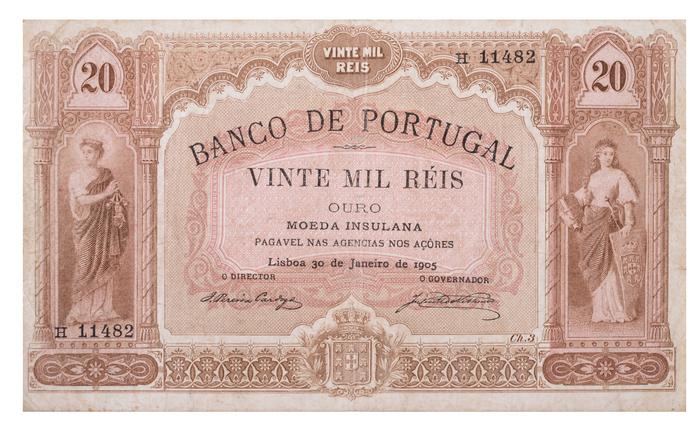 VINTE MIL
REIS
H 11482
20
20
BANCO DE PORTUGAL
VINTE MIL RÉIS
OURO
MOEDA INSULANA
PAGAVEL NAS AGENCIAS NOS AÇÔRES
Lisboa 30 de Janeiro de 1905
O DIRECTOR
O GOVERNADOR
H 11482
Ch. 3